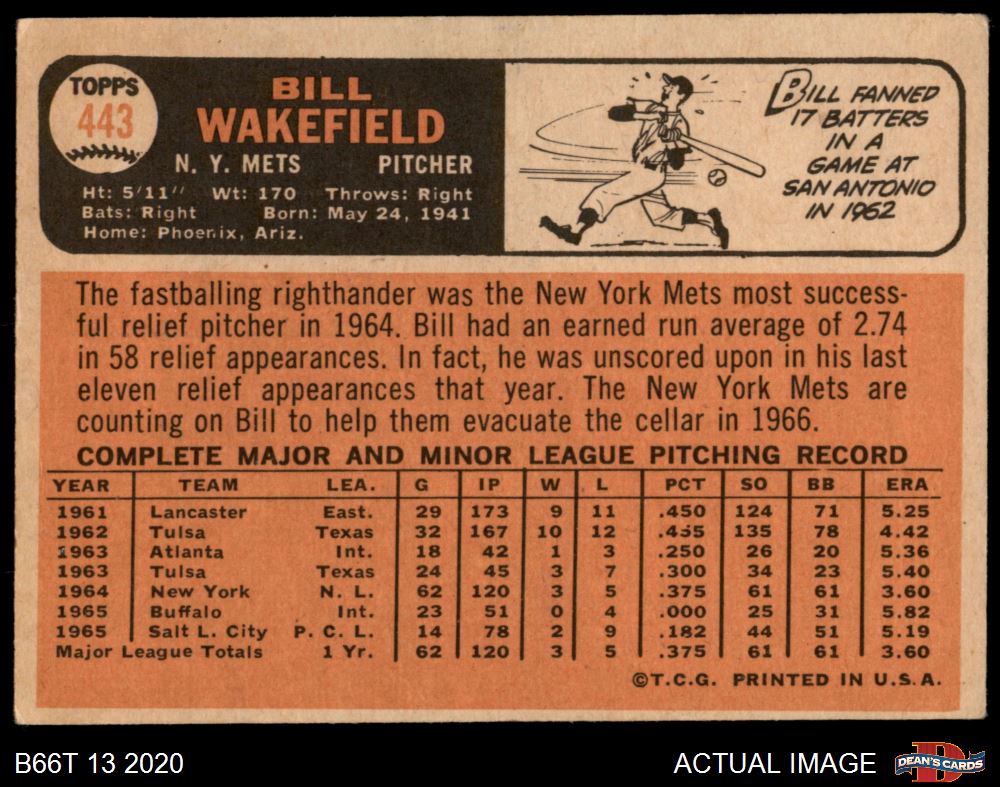 TOPPS
443
BILL
WAKEFIELD
N. Y. METS PITCHER
Ht: 5'11" Wt: 170 Throws: Right
Bats: Right Born: May 24, 1941
Home: Phoenix, Ariz.
BILL FANNED
17 BATTERS
IN A
GAME AT
SAN ANTONIO
IN 1962
The fastballing righthander was the New York Mets most success-
ful relief pitcher in 1964. Bill had an earned run average of 2.74
in 58 relief appearances. In fact, he was unscored upon in his last
eleven relief appearances that year. The New York Mets are
counting on Bill to help them evacuate the cellar in 1966.
COMPLETE MAJOR AND MINOR LEAGUE PITCHING RECORD
YEAR TEAM LEA. G IP W L PCT SO BB ERA
1961 Lancaster East. 29 173 9 11 .450 124 71 5.25
1962 Tulsa Texas 32 167 10 12 .455 135 78 4.42
1963 Atlanta Int. 18 42 1 3 .250 26 20 5.36
1963 Tulsa Texas 24 45 3 7 .300 34 23 5.40
1964 New York N. L. 62 120 3 5 .375 61 61 3.60
1965 Buffalo Int. 23 51 0 4 .000 25 31 5.82
1965 Salt L. City P. C. L. 14 78 2 9 .182 44 51 5.19
Major League Totals 1 Yr. 62 120 3 5 .375 61 61 3.60
©T.C.G. PRINTED IN U.S.A.
B66T 13 2020 ACTUAL IMAGE
DEAN'S CARDS